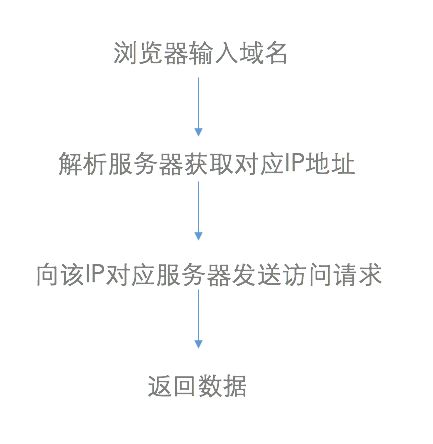 浏览器输入域名
解析服务器获取对应IP地址
向该IP对应服务器发送访问请求
返回数据